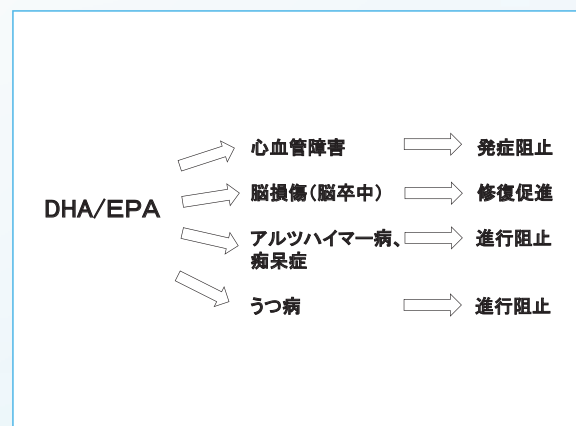 心血管障害
発症阻止
脳損傷（脳卒中）
修復促進
DHA/EPA
アルツハイマー病、
痴呆症
進行阻止
うつ病
進行阻止